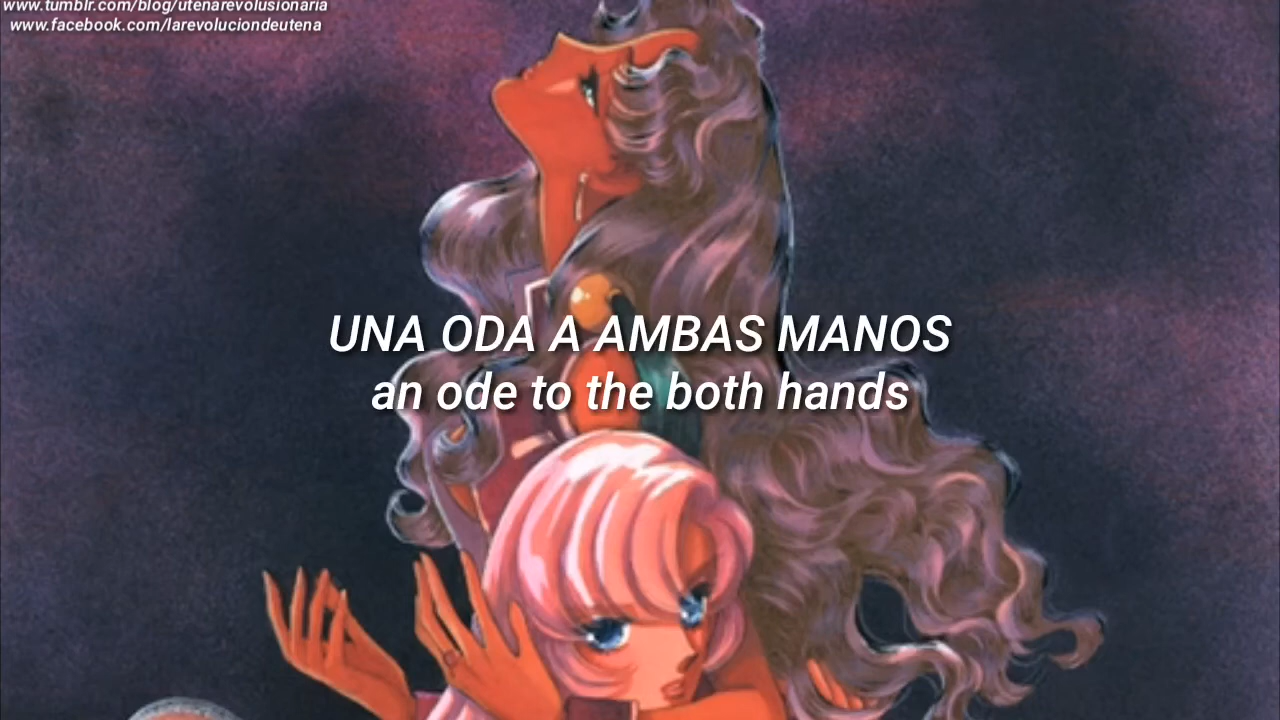 www.tumblr.com/blog/utenarevolusionaria
www.facebook.com/larevoluciondeutena
UNA ODA A AMBAS MANOS
an ode to the both hands